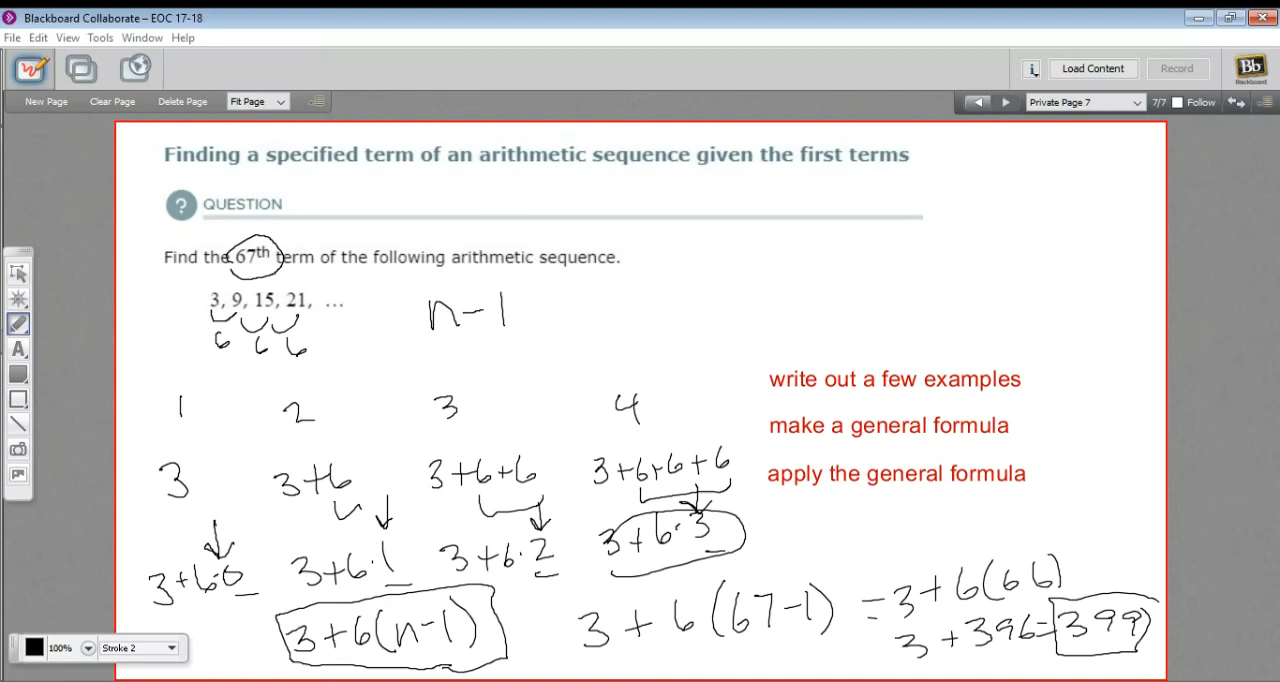 Blackboard Collaborate – EOC 17-18
File Edit View Tools Window Help
i Load Content Record Bb
Blackboard
New Page Clear Page Delete Page Fit Page Private Page 7 7/7 Follow
Finding a specified term of an arithmetic sequence given the first terms
? QUESTION
Find the 67th term of the following arithmetic sequence.
3, 9, 15, 21, ...
n-1
6 6 6
write out a few examples
make a general formula
apply the general formula
1 2 3 4
3 3+6 3+6+6 3+6+6+6
3+6·0 3+6·1 3+6·2 3+6·3
3+6(n-1)
3+6(67-1) =3+6(66)
3+396=399
A
100% Stroke 2